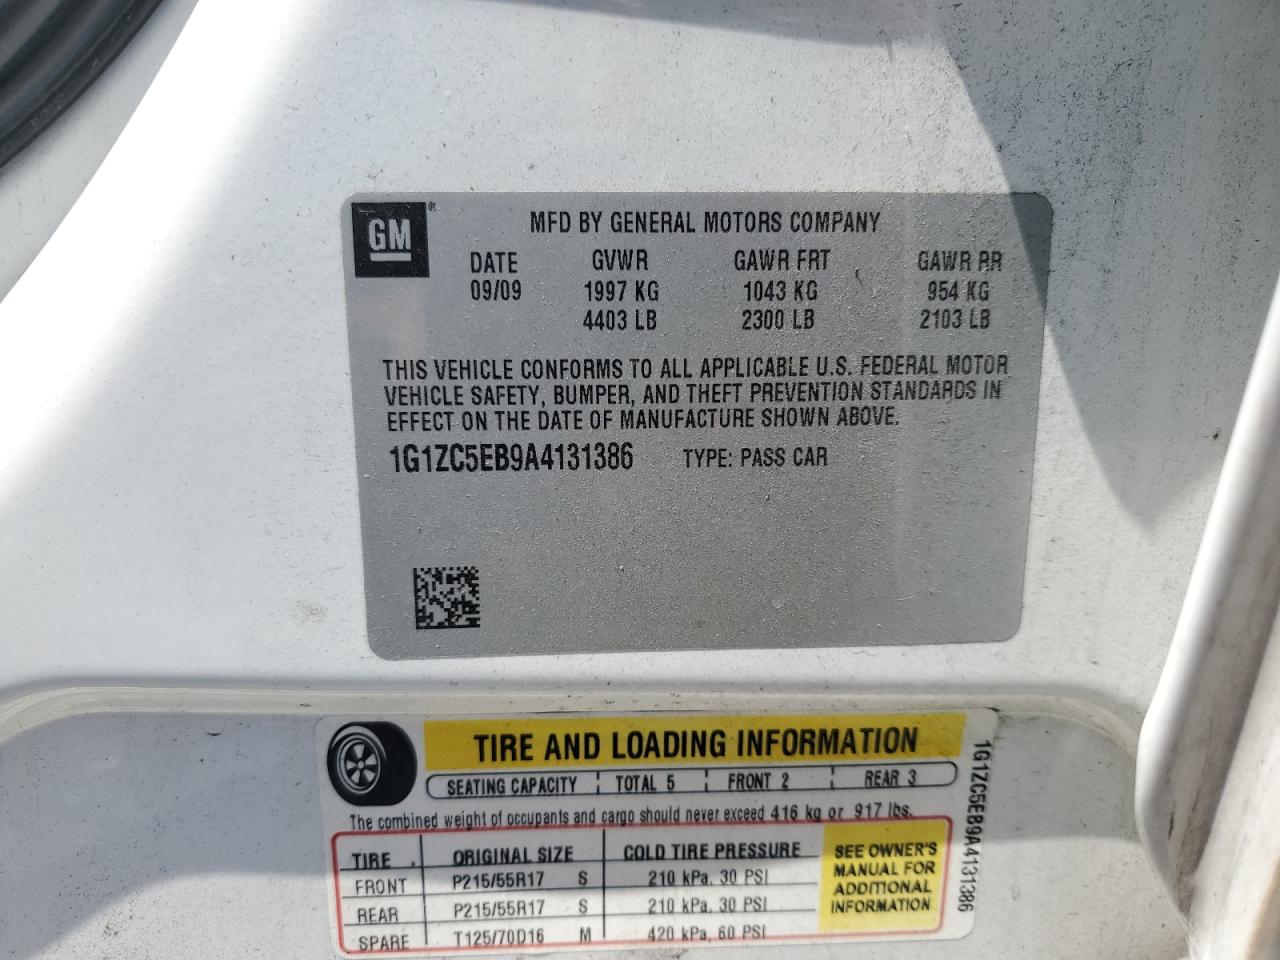 GM®
MFD BY GENERAL MOTORS COMPANY
DATE GVWR GAWR FRT GAWR RR
09/09 1997 KG 1043 KG 954 KG
4403 LB 2300 LB 2103 LB
THIS VEHICLE CONFORMS TO ALL APPLICABLE U.S. FEDERAL MOTOR
VEHICLE SAFETY, BUMPER, AND THEFT PREVENTION STANDARDS IN
EFFECT ON THE DATE OF MANUFACTURE SHOWN ABOVE.
1G1ZC5EB9A4131386 TYPE: PASS CAR
TIRE AND LOADING INFORMATION
SEATING CAPACITY TOTAL 5 FRONT 2 REAR 3
The combined weight of occupants and cargo should never exceed 416 kg or 917 lbs.
TIRE ORIGINAL SIZE COLD TIRE PRESSURE
FRONT P215/55R17 S 210 kPa, 30 PSI
REAR P215/55R17 S 210 kPa, 30 PSI
SPARE T125/70D16 M 420 kPa, 60 PSI
SEE OWNER'S
MANUAL FOR
ADDITIONAL
INFORMATION
1G1ZC5EB9A4131386